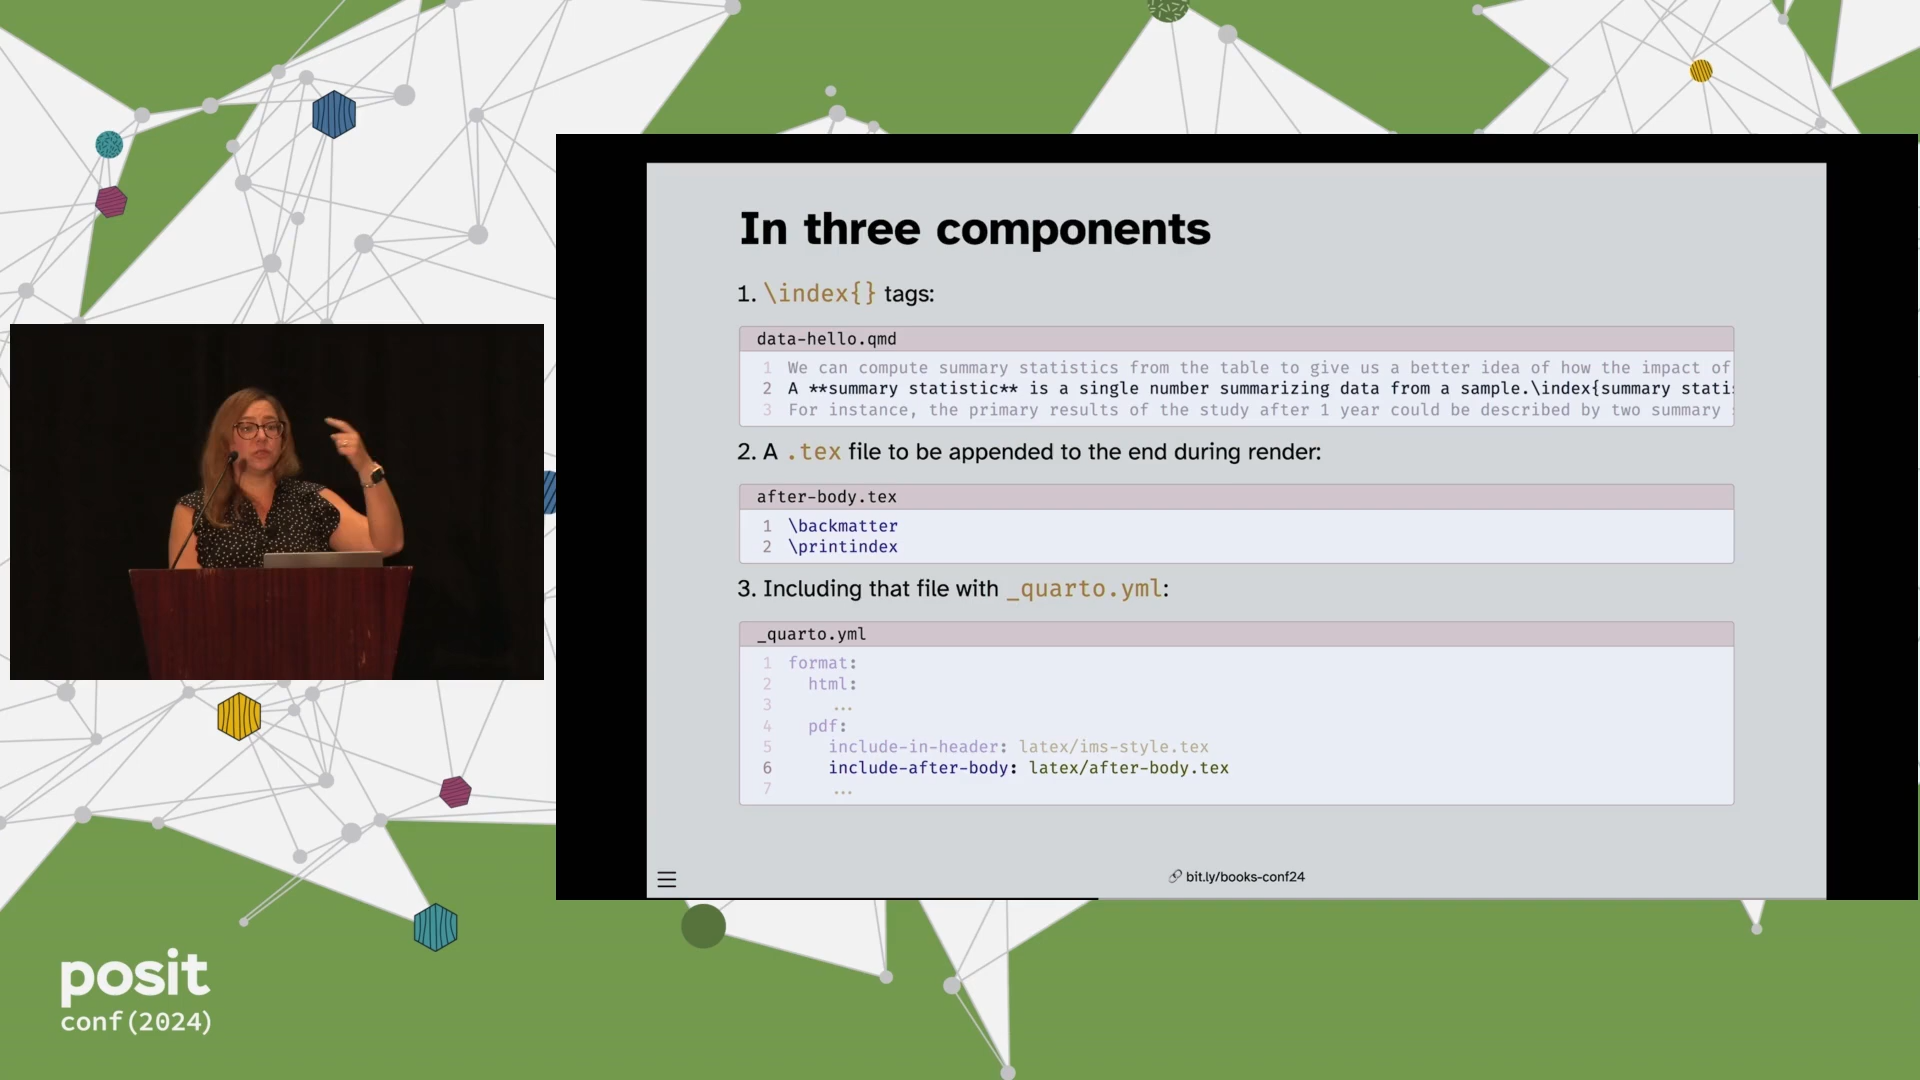 In three components
1. \index{} tags:
data-hello.qmd
1 We can compute summary statistics from the table to give us a better idea of how the impact of
2 A **summary statistic** is a single number summarizing data from a sample.\index{summary stati
3 For instance, the primary results of the study after 1 year could be described by two summary
2. A .tex file to be appended to the end during render:
after-body.tex
1 \backmatter
2 \printindex
3. Including that file with _quarto.yml:
_quarto.yml
1 format:
2 html:
3 ...
4 pdf:
5 include-in-header: latex/ims-style.tex
6 include-after-body: latex/after-body.tex
7 ...
bit.ly/books-conf24
posit
conf(2024)